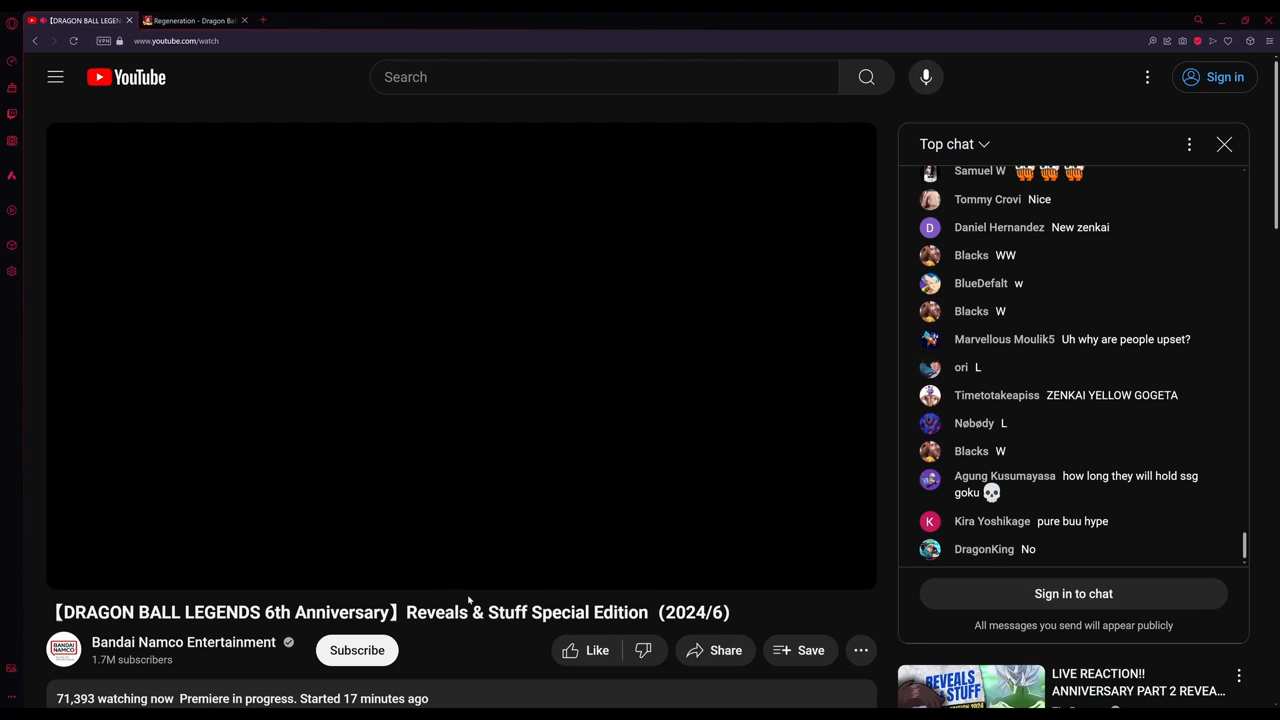 【DRAGON BALL LEGEN
Regeneration - Dragon Bal
VPN
www.youtube.com/watch
YouTube
Search
Sign in
Top chat
Samuel W
Tommy Crovi Nice
D Daniel Hernandez New zenkai
Blacks WW
BlueDefalt w
Blacks W
Marvellous Moulik5 Uh why are people upset?
ori L
Timetotakeapiss ZENKAI YELLOW GOGETA
Nøbødy L
Blacks W
Agung Kusumayasa how long they will hold ssg
goku
K Kira Yoshikage pure buu hype
DragonKing No
Sign in to chat
All messages you send will appear publicly
【DRAGON BALL LEGENDS 6th Anniversary】Reveals & Stuff Special Edition（2024/6)
BANDAI
NAMCO
Bandai Namco Entertainment
1.7M subscribers
Subscribe
Like
Share
Save
71,393 watching now Premiere in progress. Started 17 minutes ago
REVEALS
& STUFF
LIVE REACTION!!
ANNIVERSARY PART 2 REVEA...